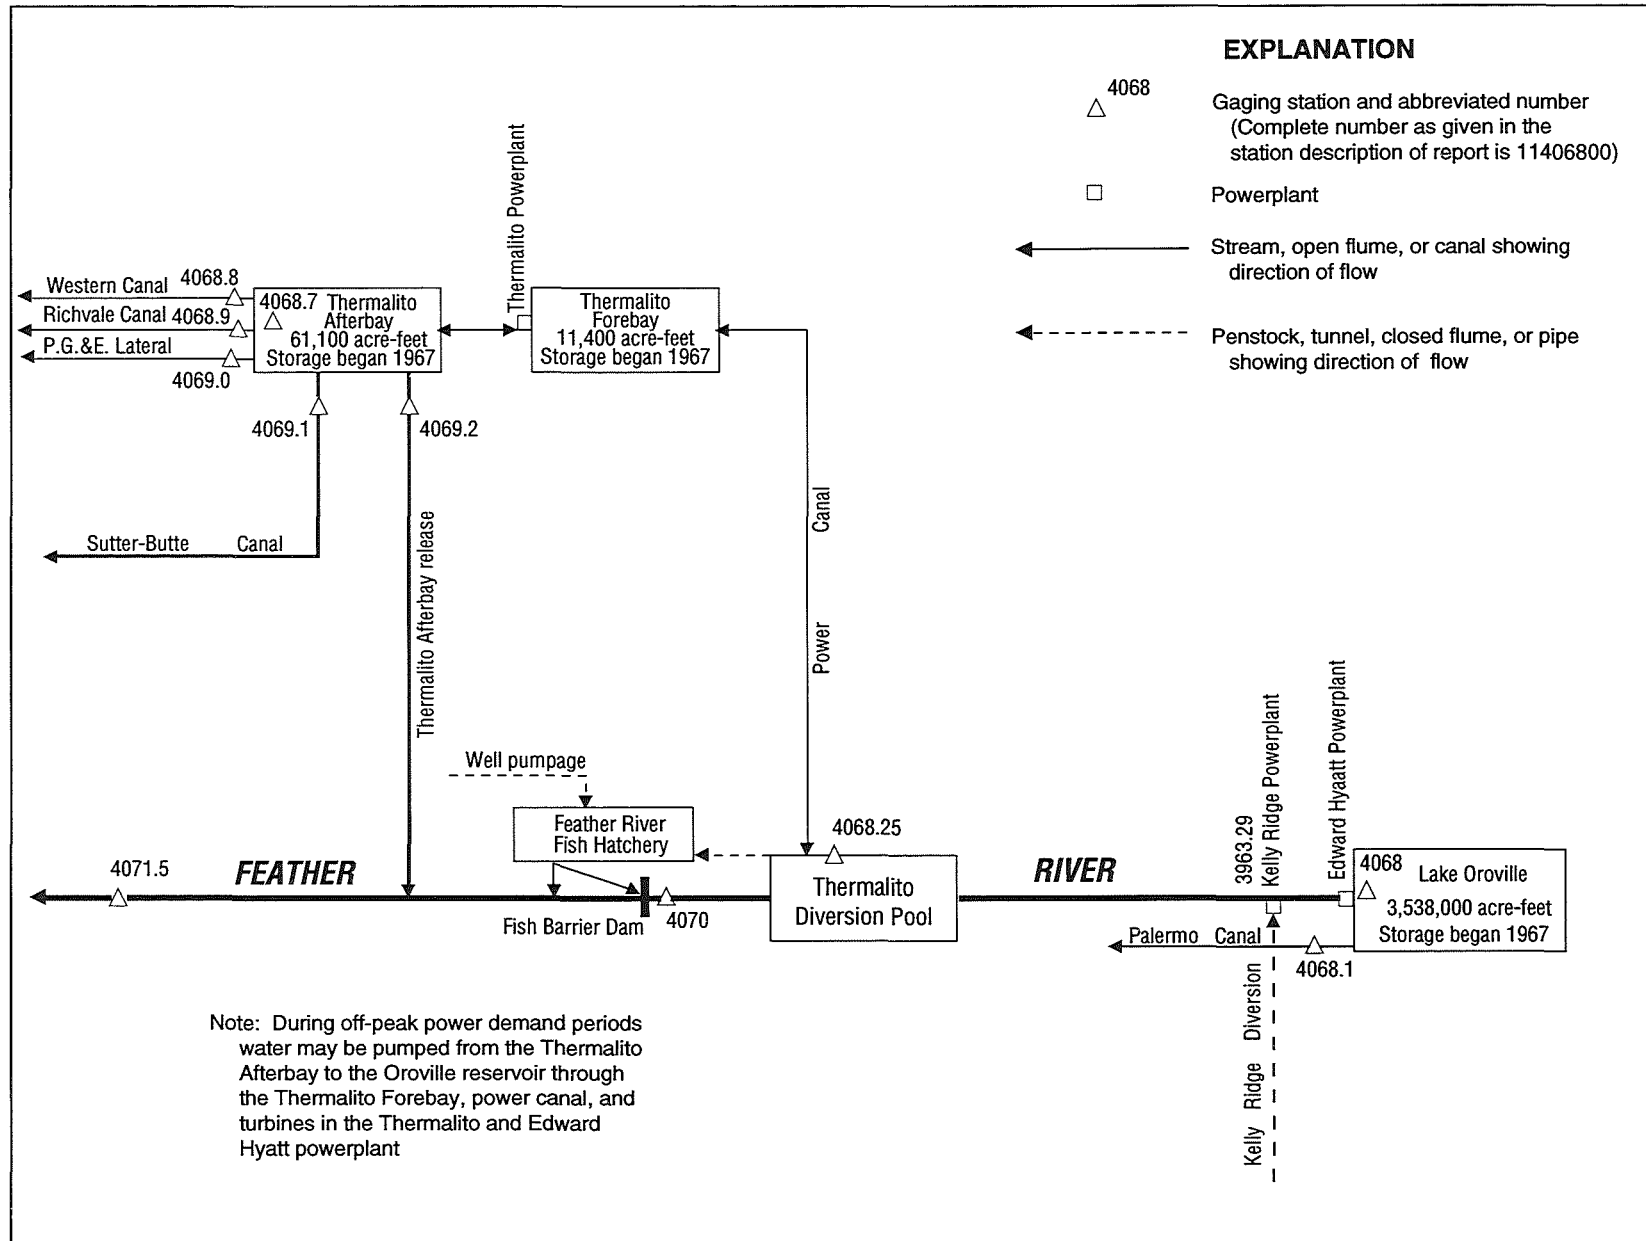 EXPLANATION
4068
Gaging station and abbreviated number
(Complete number as given in the
station description of report is 11406800)
Powerplant
Stream, open flume, or canal showing
direction of flow
Penstock, tunnel, closed flume, or pipe
showing direction of flow
Thermalito Powerplant
Western Canal
4068.8
Richvale Canal
4068.9
P.G.&E. Lateral
4069.0
4068.7
Thermalito
Afterbay
61,100 acre-feet
Storage began 1967
Thermalito
Forebay
11,400 acre-feet
Storage began 1967
4069.1
4069.2
Sutter-Butte Canal
Thermalito Afterbay release
Power Canal
Well pumpage
Feather River
Fish Hatchery
4068.25
4071.5
FEATHER
Fish Barrier Dam
4070
Thermalito
Diversion Pool
RIVER
3963.29
Kelly Ridge Powerplant
Edward Hyaatt Powerplant
4068
Lake Oroville
3,538,000 acre-feet
Storage began 1967
Palermo Canal
4068.1
Kelly Ridge Diversion
Note: During off-peak power demand periods
water may be pumped from the Thermalito
Afterbay to the Oroville reservoir through
the Thermalito Forebay, power canal, and
turbines in the Thermalito and Edward
Hyatt powerplant